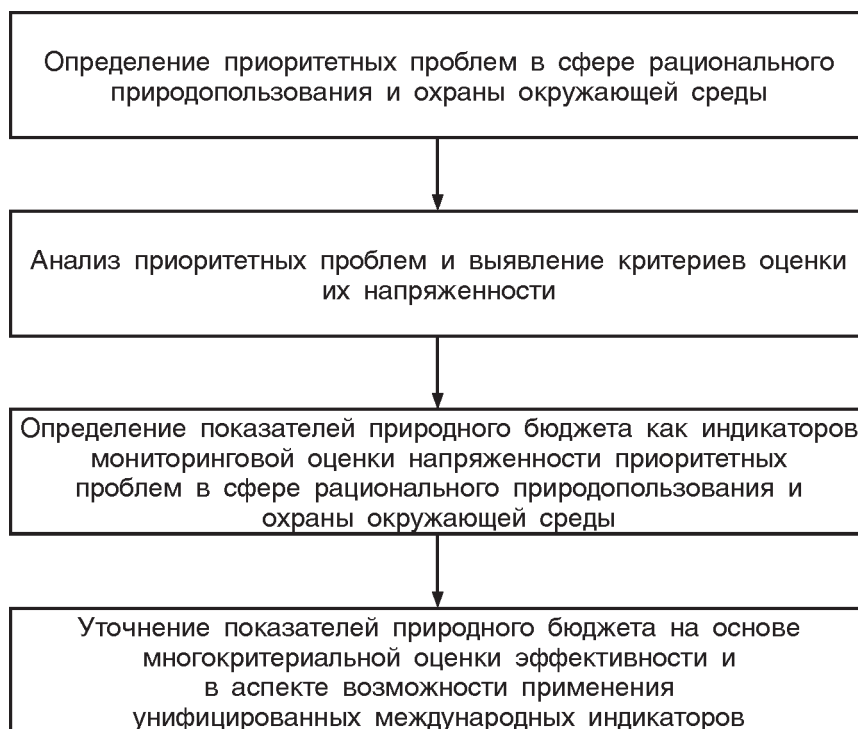 Определение приоритетных проблем в сфере рационального
природопользования и охраны окружающей среды
Анализ приоритетных проблем и выявление критериев оценки
их напряженности
Определение показателей природного бюджета как индикаторов
мониторинговой оценки напряженности приоритетных
проблем в сфере рационального природопользования и
охраны окружающей среды
Уточнение показателей природного бюджета на основе
многокритериальной оценки эффективности и
в аспекте возможности применения
унифицированных международных индикаторов